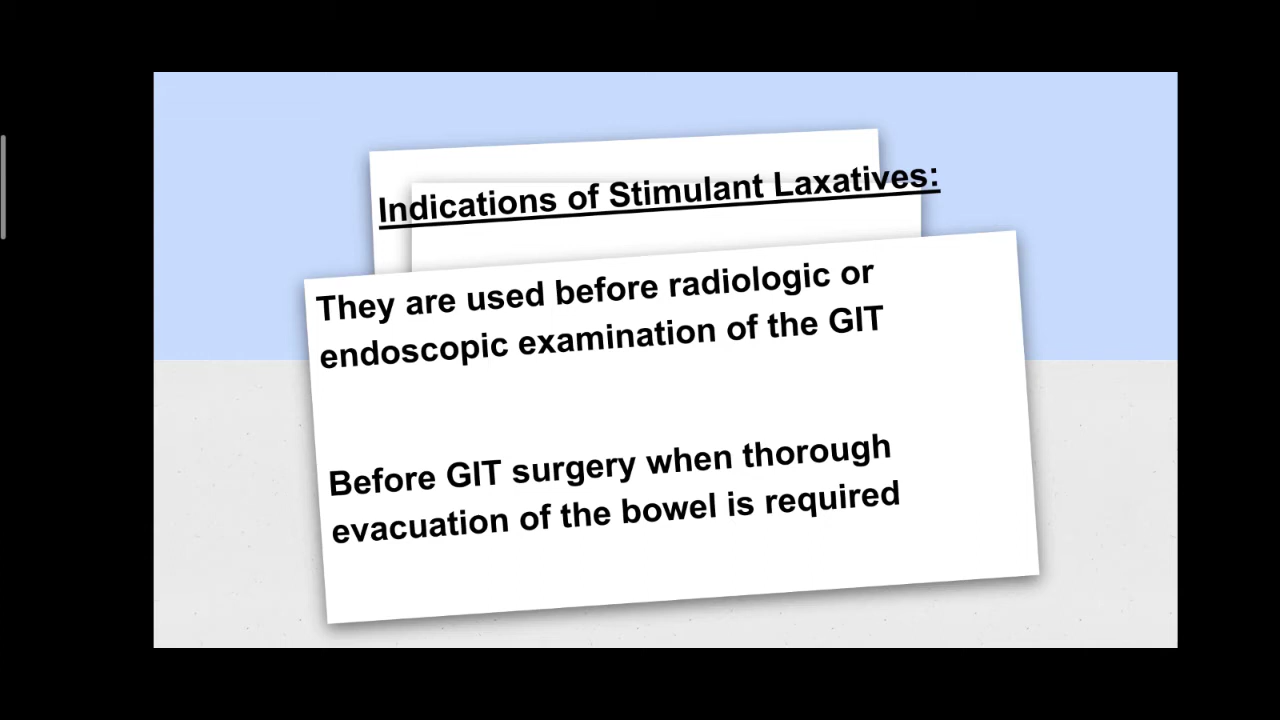 Indications of Stimulant Laxatives:
They are used before radiologic or
endoscopic examination of the GIT
Before GIT surgery when thorough
evacuation of the bowel is required